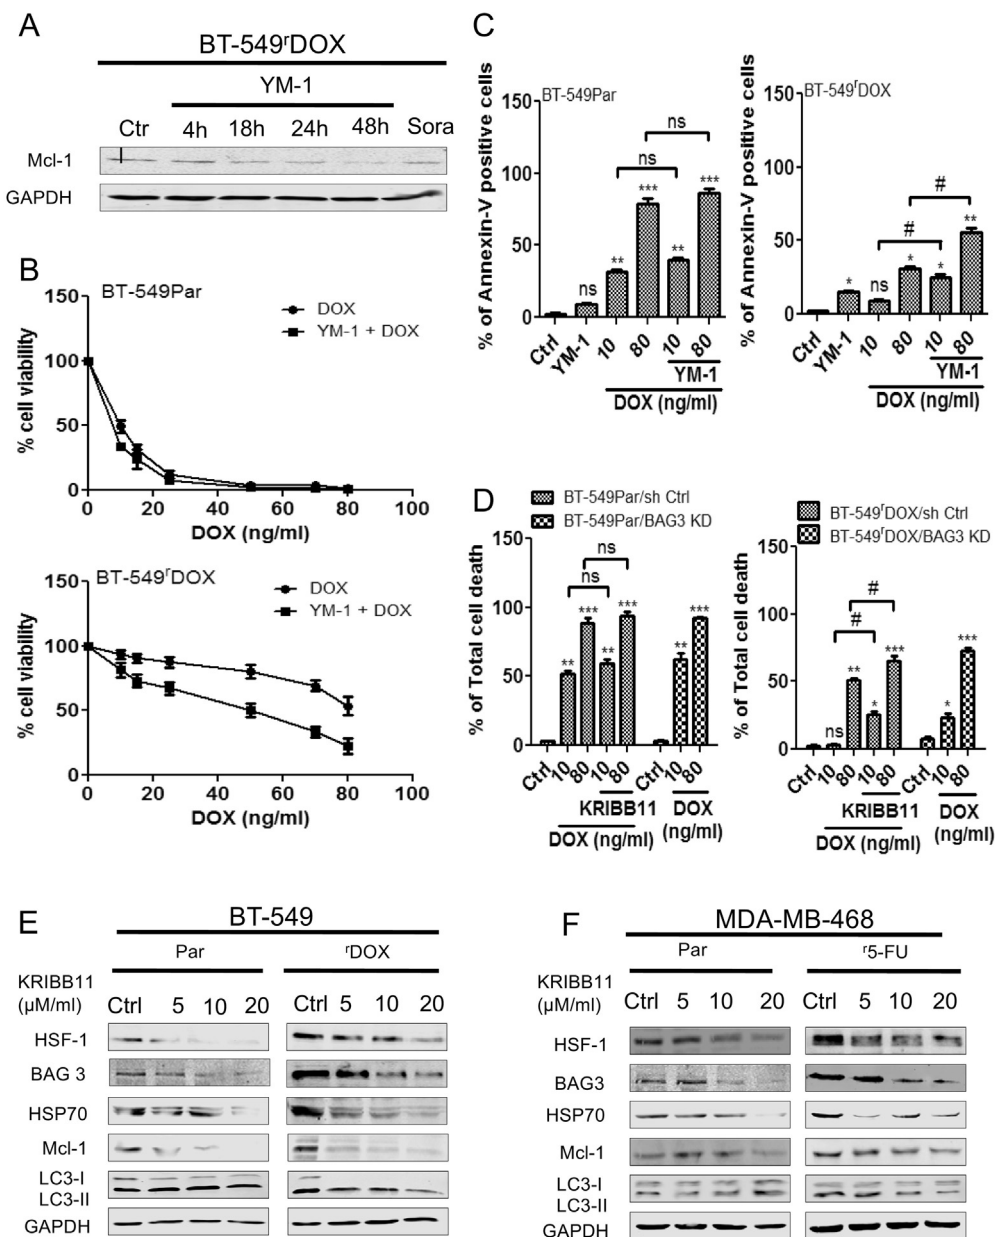 A
BT-549ʳDOX
YM-1
Ctr 4h 18h 24h 48h Sora
Mcl-1
GAPDH
B
150
100
50
0
% cell viability
BT-549Par
DOX
YM-1 + DOX
0 20 40 60 80 100
DOX (ng/ml)
150
100
50
0
% cell viability
BT-549ʳDOX
DOX
YM-1 + DOX
0 20 40 60 80 100
DOX (ng/ml)
C
% of Annexin-V positive cells
150
100
50
0
BT-549Par
ns
ns
ns ** *** ** ***
Ctrl YM-1 10 80 10 80
YM-1
DOX (ng/ml)
% of Annexin-V positive cells
150
100
50
0
BT-549ʳDOX
#
#
* ns * * **
Ctrl YM-1 10 80 10 80
YM-1
DOX (ng/ml)
D
BT-549Par/sh Ctrl
BT-549Par/BAG3 KD
% of Total cell death
150
100
50
0
ns
ns
** *** ** *** ** ***
Ctrl 10 80 10 80 Ctrl 10 80
KRIBB11
DOX (ng/ml)
DOX
(ng/ml)
BT-549ʳDOX/sh Ctrl
BT-549ʳDOX/BAG3 KD
% of Total cell death
150
100
50
0
#
#
ns ** * *** * ***
Ctrl 10 80 10 80 Ctrl 10 80
KRIBB11
DOX (ng/ml)
DOX
(ng/ml)
E
BT-549
Par ʳDOX
KRIBB11
(µM/ml)
Ctrl 5 10 20 Ctrl 5 10 20
HSF-1
BAG 3
HSP70
Mcl-1
LC3-I
LC3-II
GAPDH
F
MDA-MB-468
Par ʳ5-FU
KRIBB11
(µM/ml)
Ctrl 5 10 20 Ctrl 5 10 20
HSF-1
BAG3
HSP70
Mcl-1
LC3-I
LC3-II
GAPDH